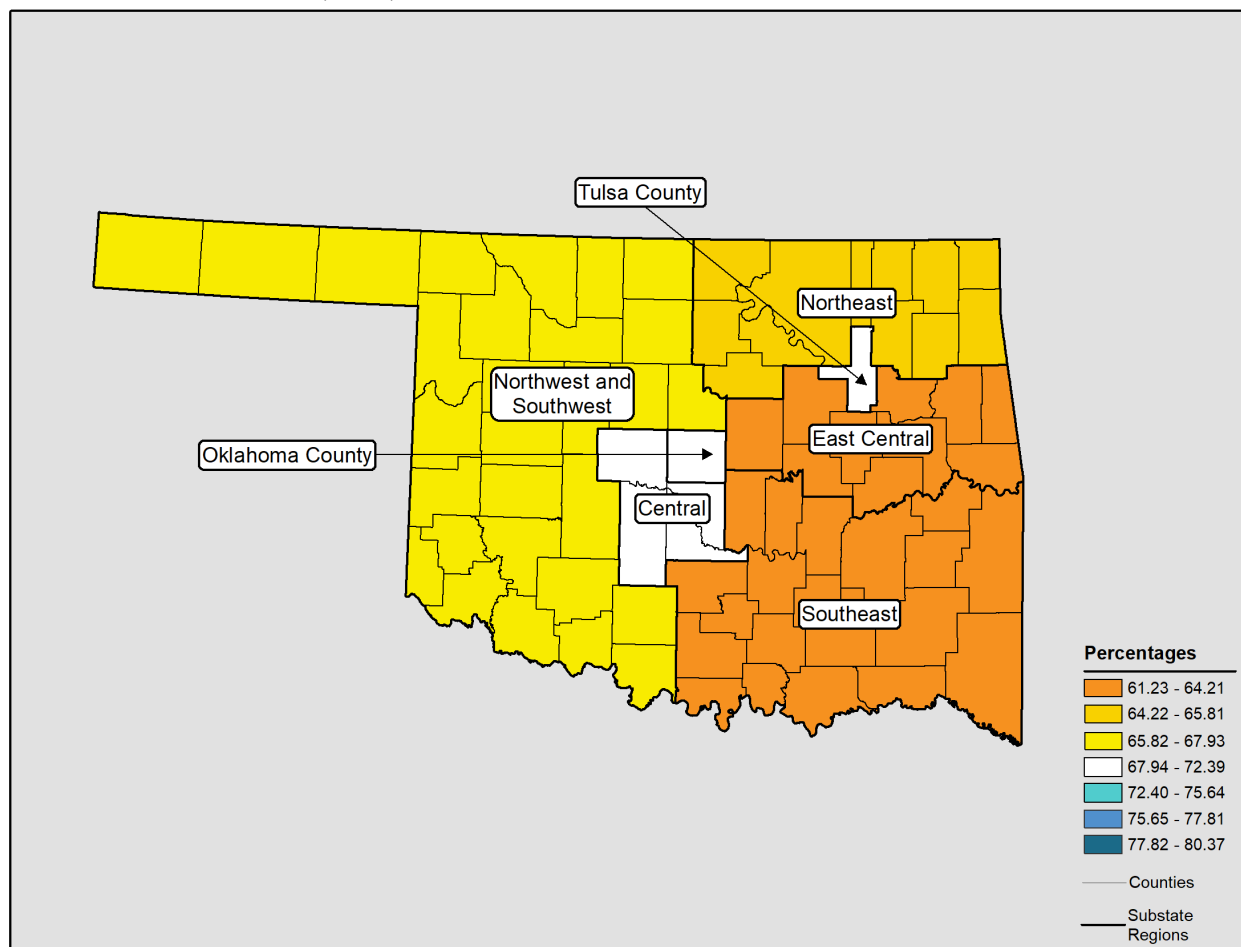 Tulsa County
Northeast
Northwest and
Southwest
East Central
Oklahoma County
Central
Southeast
Percentages
61.23 - 64.21
64.22 - 65.81
65.82 - 67.93
67.94 - 72.39
72.40 - 75.64
75.65 - 77.81
77.82 - 80.37
Counties
Substate
Regions